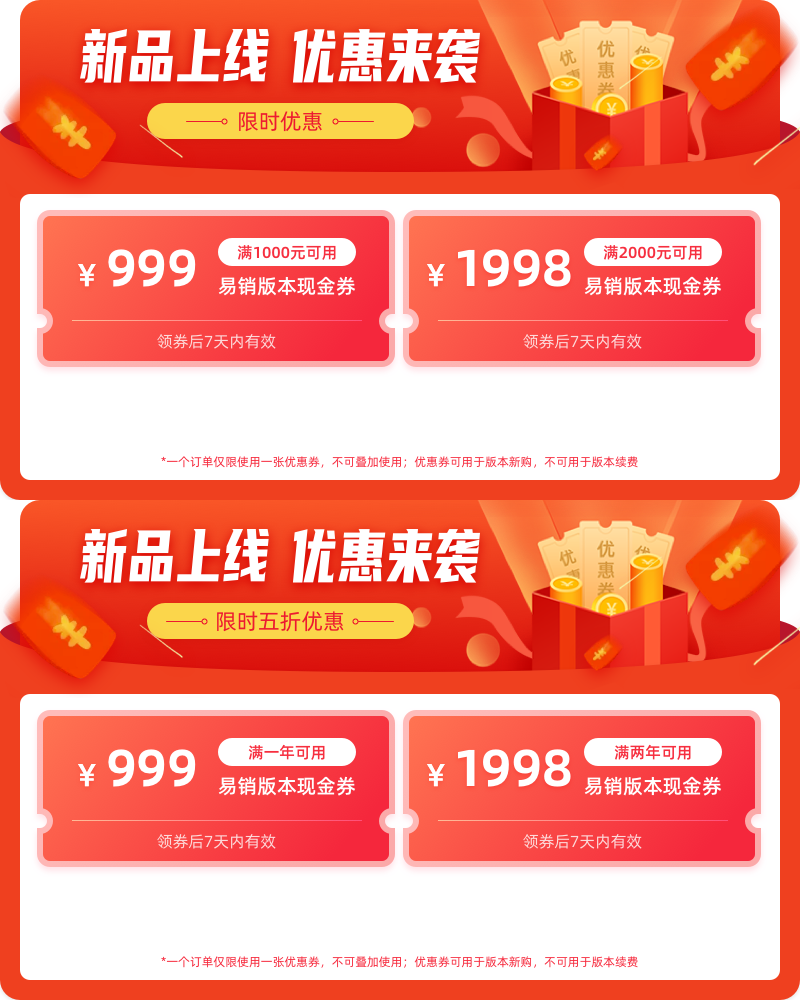 新品上线 优惠来袭
优惠券
优惠
优
限时优惠
¥ 999
满1000元可用
易销版本现金券
领券后7天内有效
¥ 1998
满2000元可用
易销版本现金券
领券后7天内有效
*一个订单仅限使用一张优惠券，不可叠加使用；优惠券可用于版本新购，不可用于版本续费
新品上线 优惠来袭
优惠券
优惠
优
限时五折优惠
¥ 999
满一年可用
易销版本现金券
领券后7天内有效
¥ 1998
满两年可用
易销版本现金券
领券后7天内有效
*一个订单仅限使用一张优惠券，不可叠加使用；优惠券可用于版本新购，不可用于版本续费